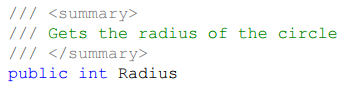 /// <summary>
/// Gets the radius of the circle
/// </summary>
public int Radius